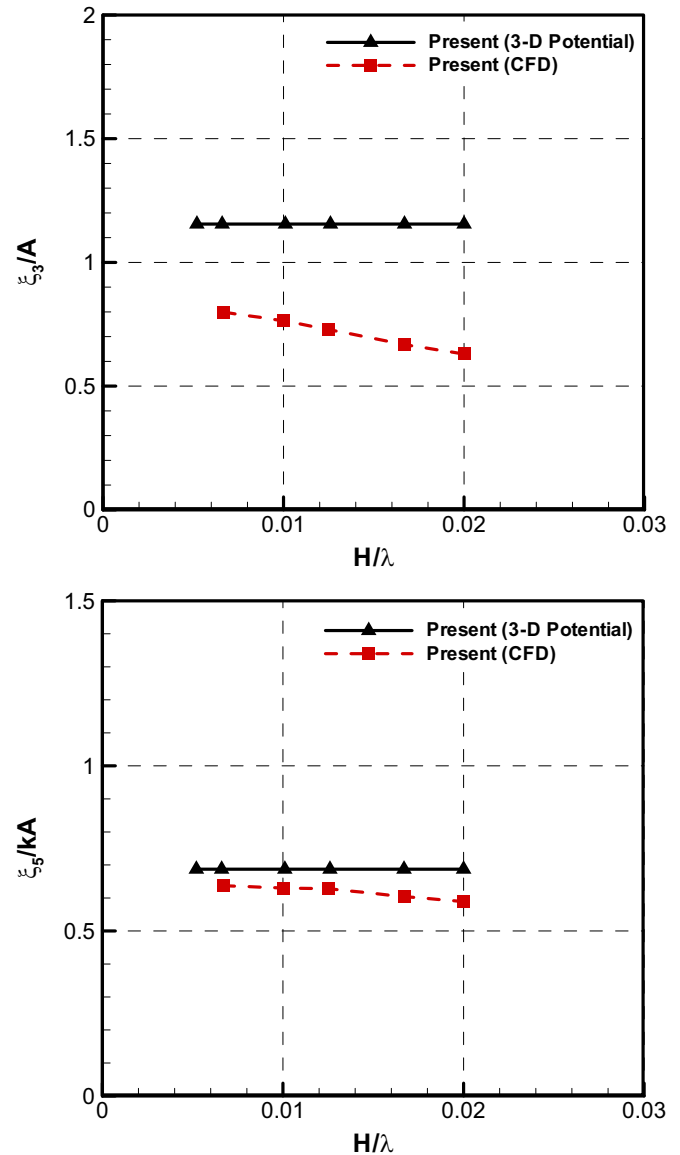 2
Present (3-D Potential)
Present (CFD)
1.5
1
ξ₃/A
0.5
0
0 0.01 0.02 0.03
H/λ
1.5
Present (3-D Potential)
Present (CFD)
1
ξ₅/kA
0.5
0
0 0.01 0.02 0.03
H/λ